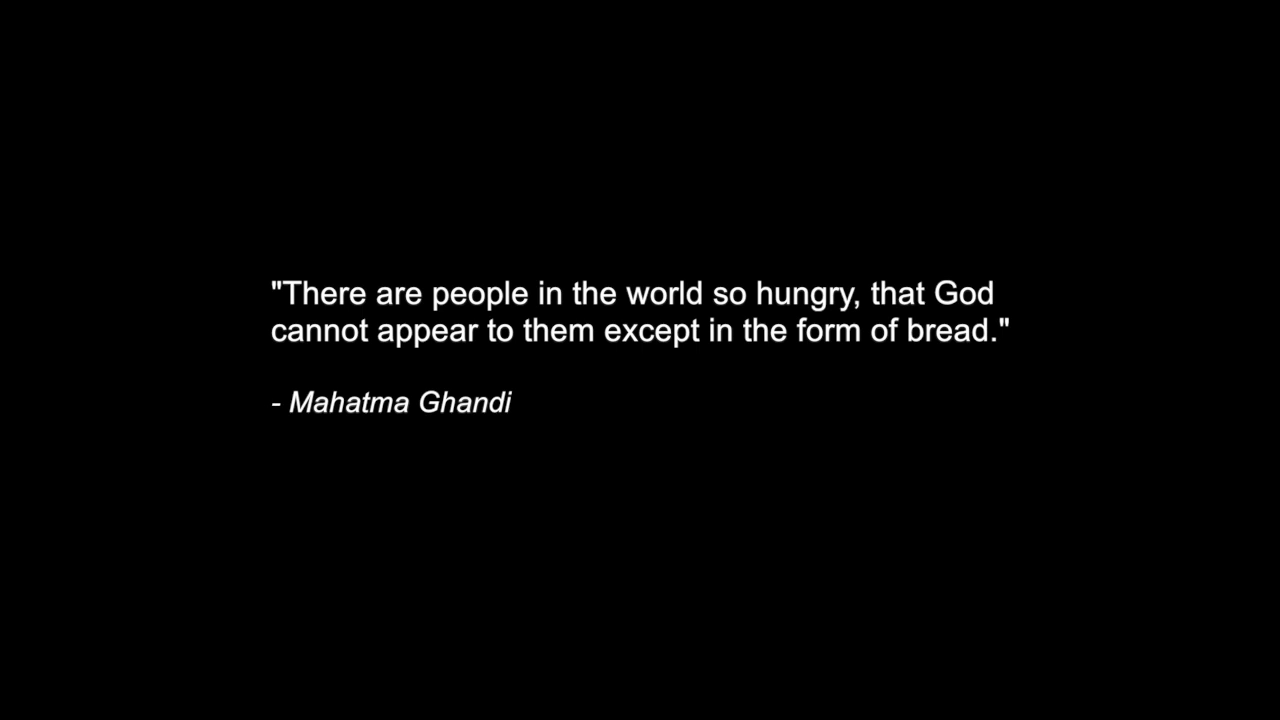 "There are people in the world so hungry, that God
cannot appear to them except in the form of bread."
- Mahatma Ghandi